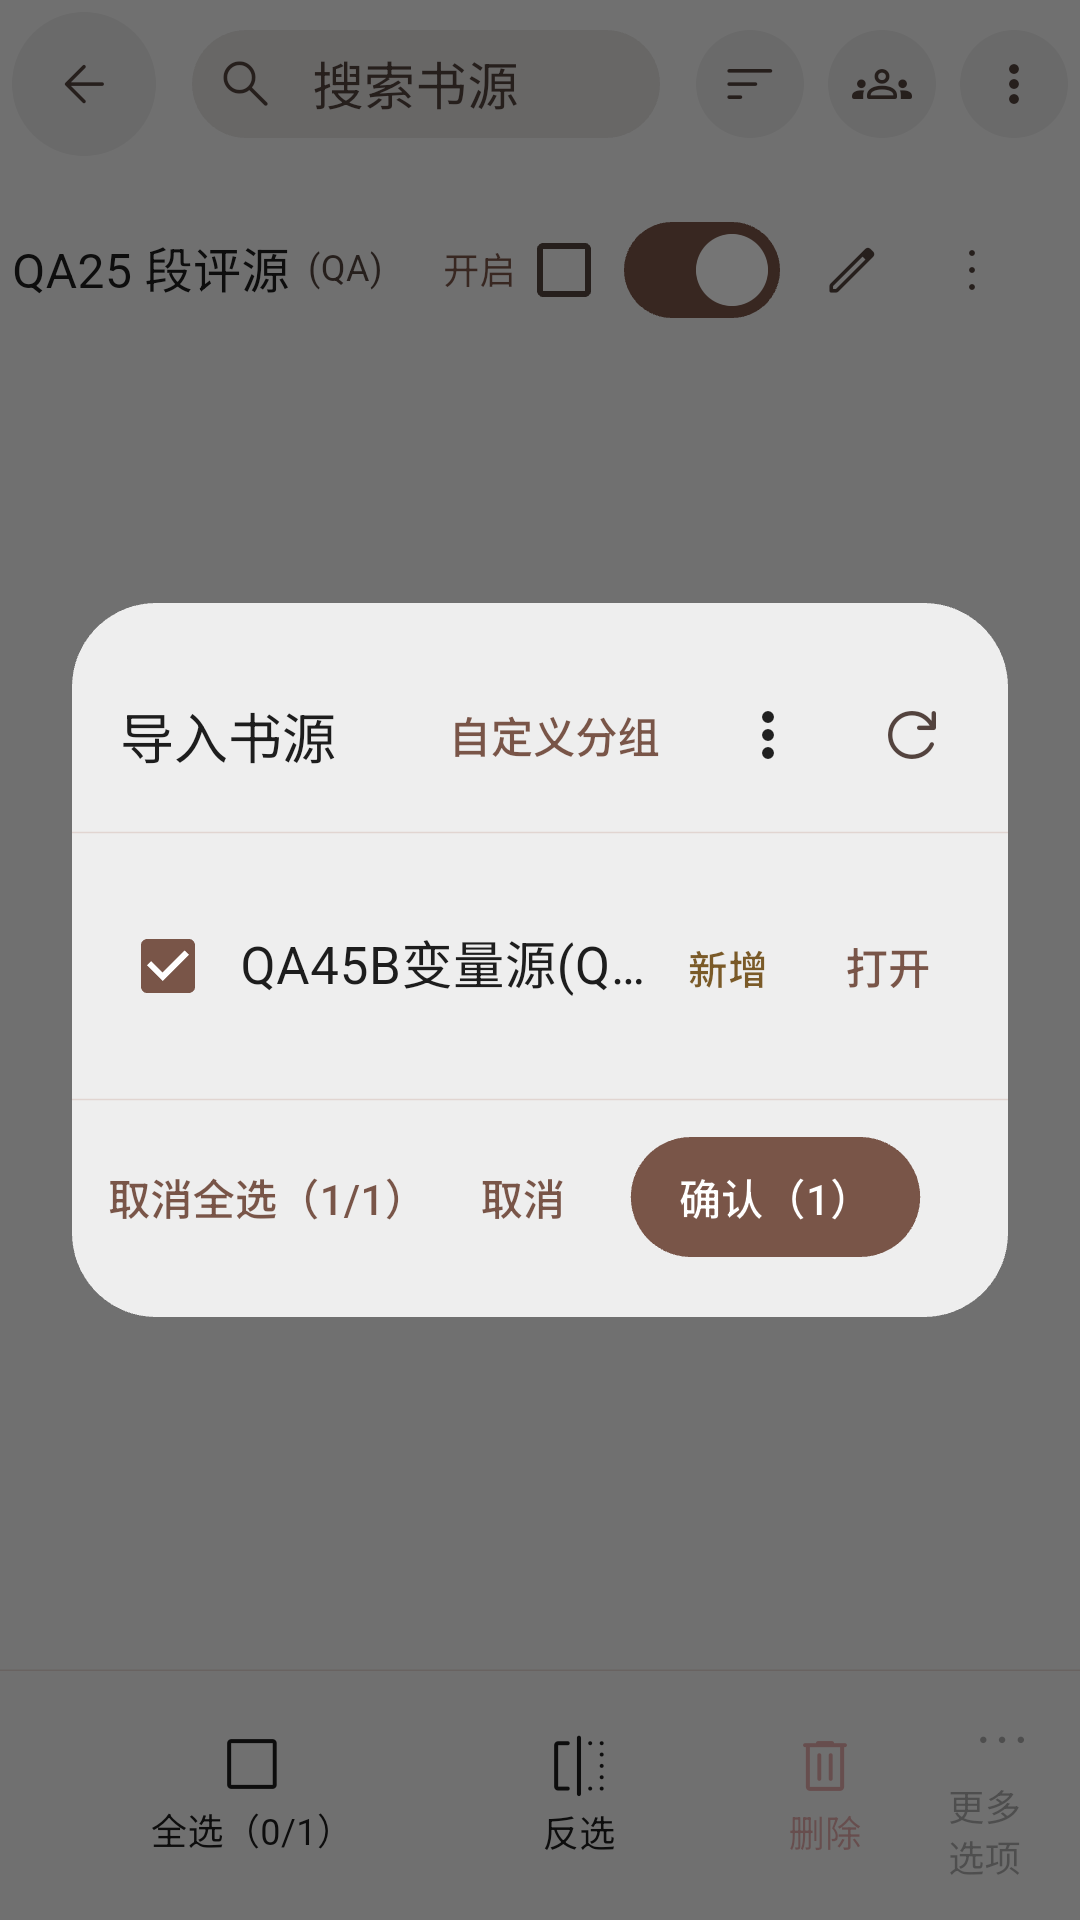 搜索书源
QA25 段评源 (QA) 开启
导入书源 自定义分组
QA45B变量源(Q... 新增 打开
取消全选（1/1） 取消 确认（1）
全选（0/1） 反选 删除 更多
选项